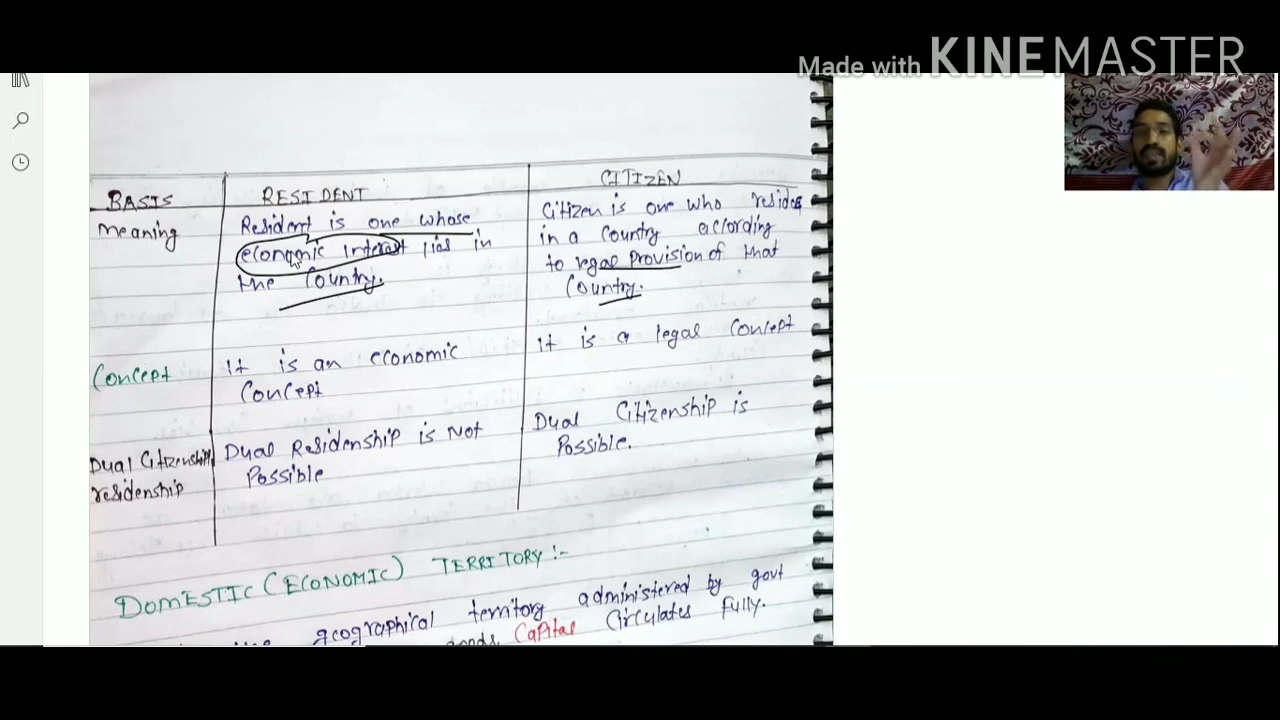 Made with KINEMASTER
BASIS RESIDENT CITIZEN
Meaning
Resident is one whose
economic interest lies in
the Country.
Citizen is one who resides
in a country according
to legal provision of that
Country.
Concept
It is an economic
Concept
It is a legal Concept
Dual Citizenship
residenship
Dual Residenship is Not
Possible
Dual Citizenship is
Possible.
DOMESTIC (ECONOMIC) TERRITORY :-
geographical territory administered by govt
goods, Capital Circulates fully.